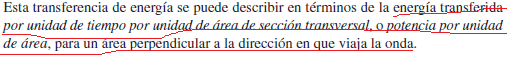 Esta transferencia de energía se puede describir en términos de la energía transferida
por unidad de tiempo por unidad de área de sección transversal, o potencia por unidad
de área, para un área perpendicular a la dirección en que viaja la onda.